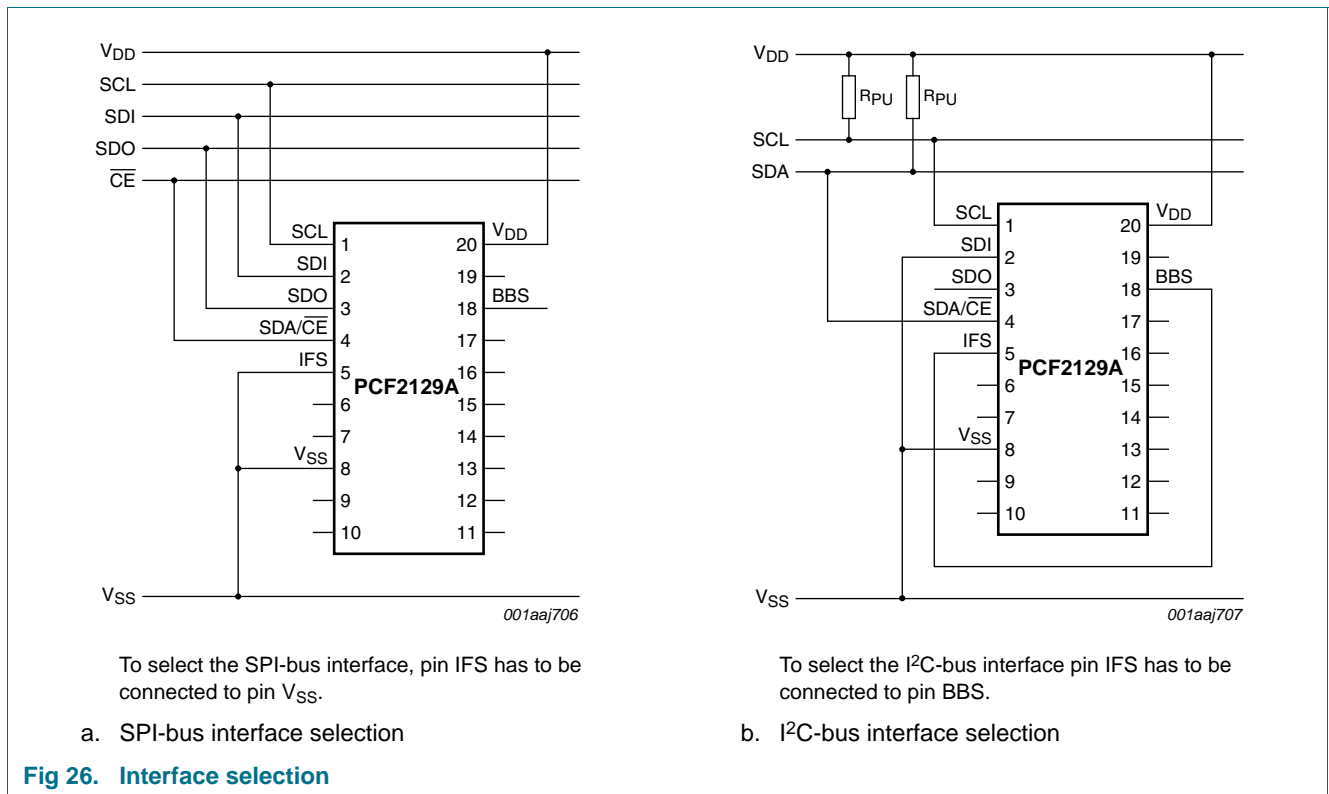 VDD
SCL
SDI
SDO
CE
SCL
SDI
SDO
SDA/CE
IFS
VSS
1
2
3
4
5
6
7
8
9
10
PCF2129A
20
19
18
17
16
15
14
13
12
11
VDD
BBS
VSS
001aaj706
To select the SPI-bus interface, pin IFS has to be
connected to pin VSS.
a. SPI-bus interface selection
VDD
RPU
RPU
SCL
SDA
SCL
SDI
SDO
SDA/CE
IFS
VSS
1
2
3
4
5
6
7
8
9
10
PCF2129A
20
19
18
17
16
15
14
13
12
11
VDD
BBS
VSS
001aaj707
To select the I2C-bus interface pin IFS has to be
connected to pin BBS.
b. I2C-bus interface selection
Fig 26. Interface selection